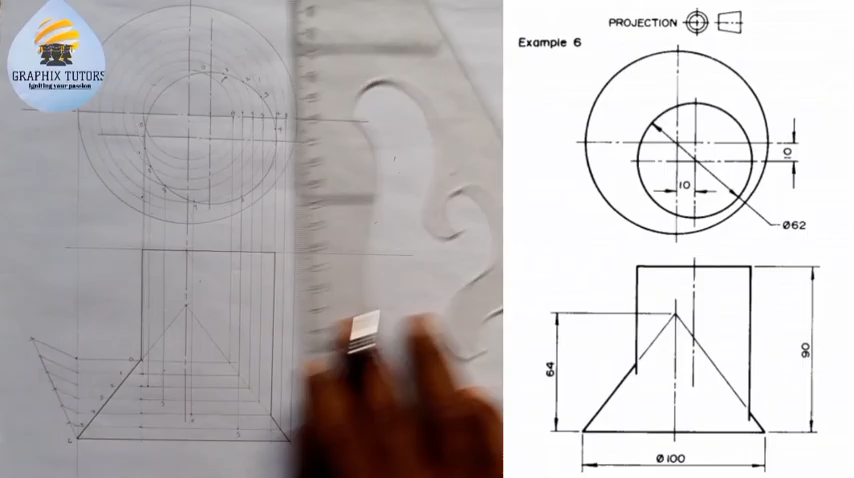 GRAPHIX TUTORS
igniting your passion
PROJECTION
Example 6
10
10
Ø62
64
90
Ø100